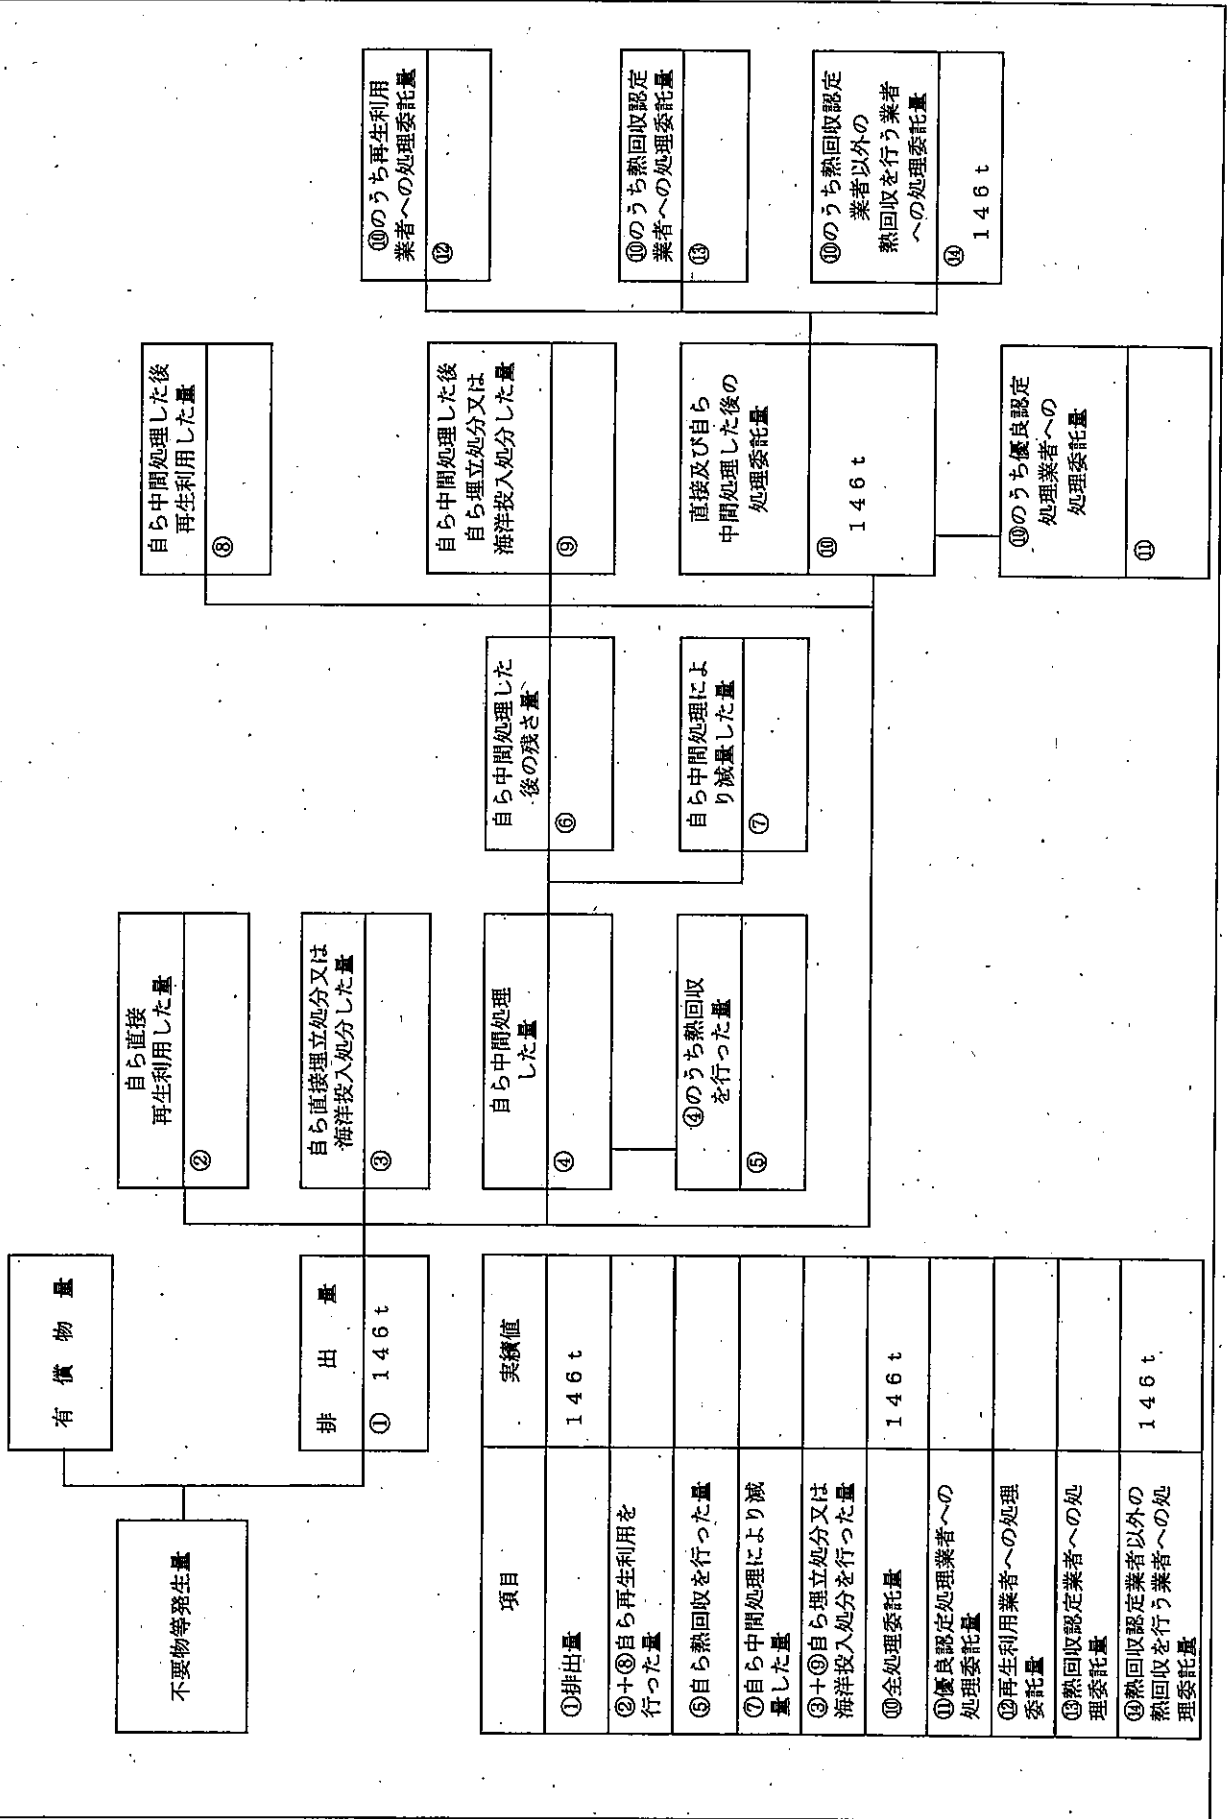 不要物等発生量
有償物量
排出量
① 146t
自ら直接
再生利用した量
②
自ら直接埋立処分又は
海洋投入処分した量
③
自ら中間処理
した量
④
④のうち熱回収
を行った量
⑤
自ら中間処理した
後の残さ量
⑥
自ら中間処理によ
り減量した量
⑦
自ら中間処理した後
再生利用した量
⑧
自ら中間処理した後
自ら埋立処分又は
海洋投入処分した量
⑨
直接及び自ら
中間処理した後の
処理委託量
⑩
146t
⑩のうち優良認定
処理業者への
処理委託量
⑪
⑩のうち再生利用
業者への処理委託量
⑫
⑩のうち熱回収認定
業者への処理委託量
⑬
⑩のうち熱回収認定
業者以外の
熱回収を行う業者
への処理委託量
⑭
146t
項目 実績値
①排出量 146t
②+⑧自ら再生利用を
行った量
⑤自ら熱回収を行った量
⑦自ら中間処理により減
量した量
③+⑨自ら埋立処分又は
海洋投入処分を行った量
⑩全処理委託量 146t
⑪優良認定処理業者への
処理委託量
⑫再生利用業者への処理
委託量
⑬熱回収認定業者への処
理委託量
⑭熱回収認定業者以外の
熱回収を行う業者への処
理委託量 146t